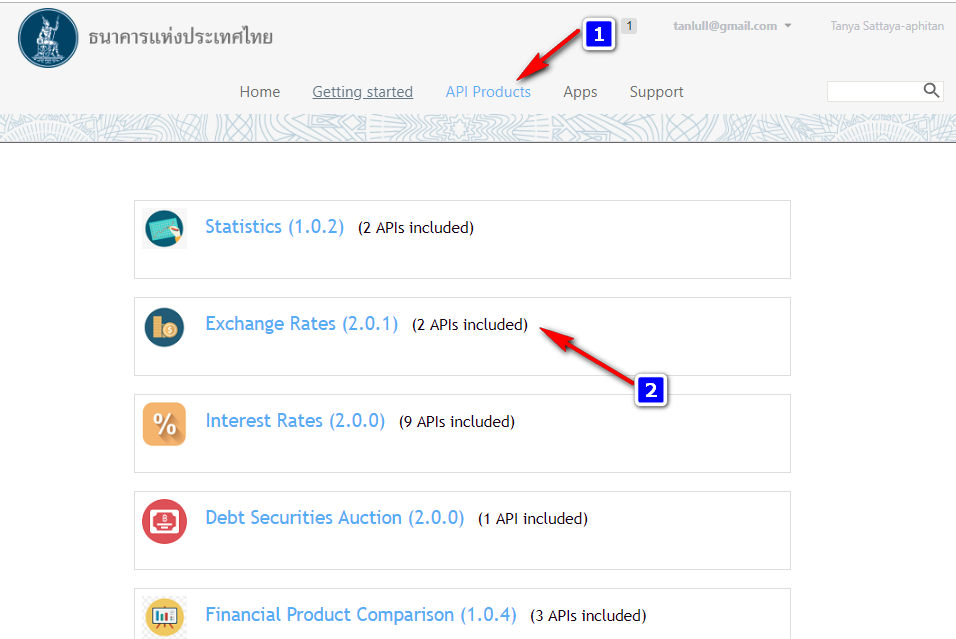 ธนาคารแห่งประเทศไทย
1
1
tanlull@gmail.com
Tanya Sattaya-aphitan
Home
Getting started
API Products
Apps
Support
Statistics (1.0.2) (2 APIs included)
Exchange Rates (2.0.1) (2 APIs included)
2
Interest Rates (2.0.0) (9 APIs included)
%
Debt Securities Auction (2.0.0) (1 API included)
Financial Product Comparison (1.0.4) (3 APIs included)